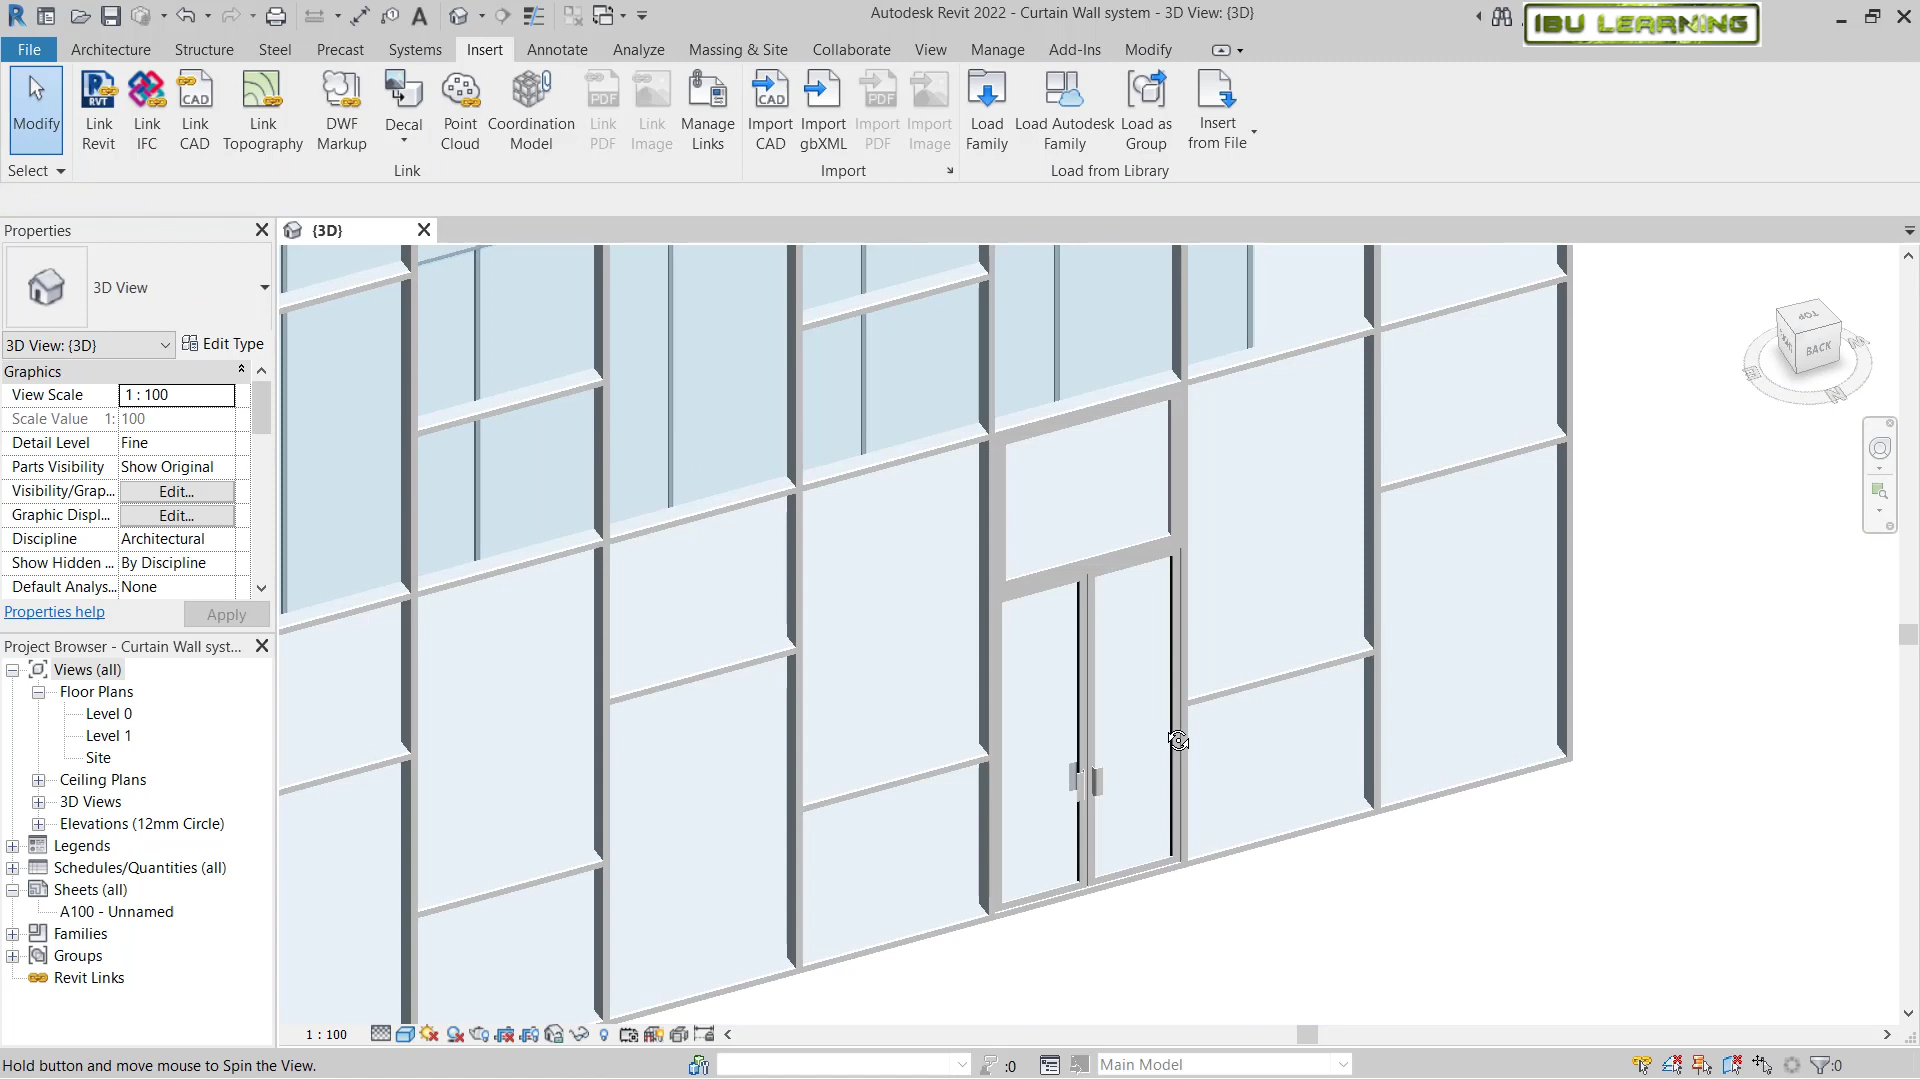 Autodesk Revit 2022 - Curtain Wall system - 3D View: {3D}
IBU LEARNING
File Architecture Structure Steel Precast Systems Insert Annotate Analyze Massing & Site Collaborate View Manage Add-Ins Modify
Modify
Link Revit
Link IFC
Link CAD
Link Topography
DWF Markup
Decal
Point Cloud
Coordination Model
Link PDF
Link Image
Manage Links
Import CAD
Import gbXML
Import PDF
Import Image
Load Family
Load Autodesk Family
Load as Group
Insert from File
Select Link Import Load from Library
Properties
{3D}
3D View
3D View: {3D} Edit Type
Graphics
View Scale 1 : 100
Scale Value 1: 100
Detail Level Fine
Parts Visibility Show Original
Visibility/Grap... Edit...
Graphic Displ... Edit...
Discipline Architectural
Show Hidden ... By Discipline
Default Analys... None
Properties help Apply
Project Browser - Curtain Wall syst...
Views (all)
Floor Plans
Level 0
Level 1
Site
Ceiling Plans
3D Views
Elevations (12mm Circle)
Legends
Schedules/Quantities (all)
Sheets (all)
A100 - Unnamed
Families
Groups
Revit Links
TOP
BACK
1 : 100
Hold button and move mouse to Spin the View.
:0
Main Model
:0